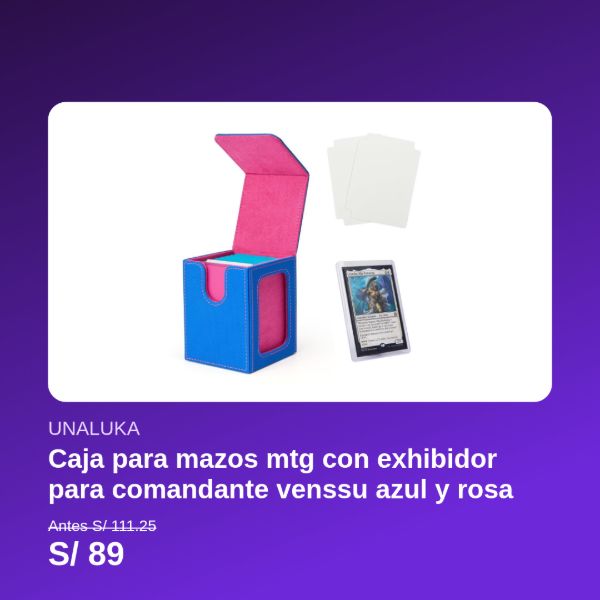 UNALUKA
Caja para mazos mtg con exhibidor
para comandante venssu azul y rosa
Antes S/ 111.25
S/ 89